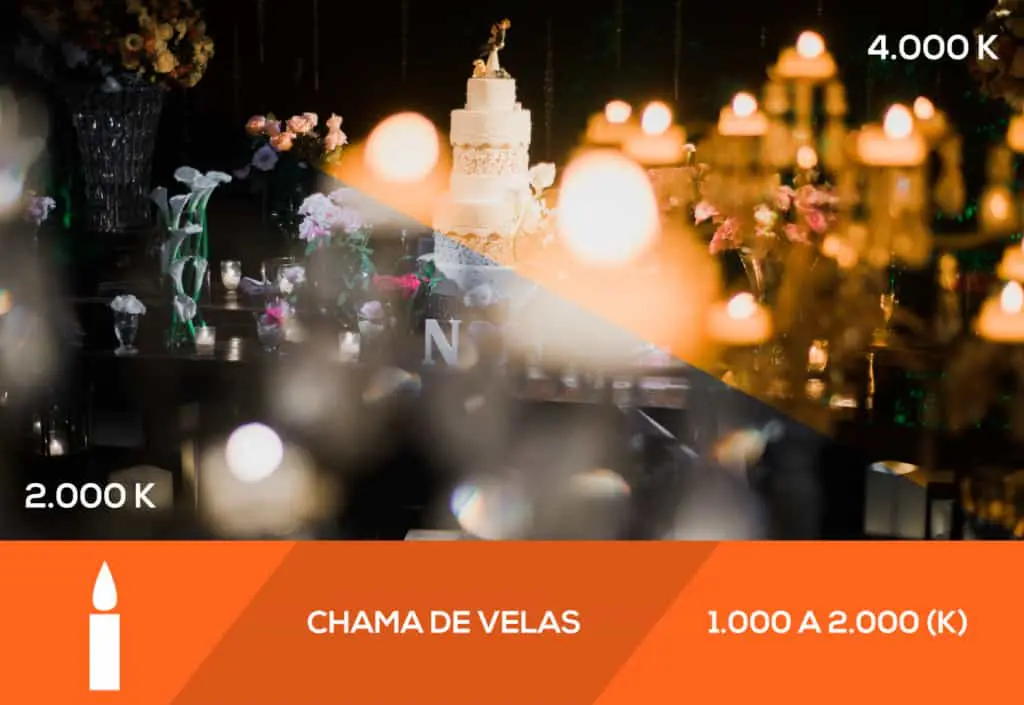 4.000 K
N
2.000 K
CHAMA DE VELAS
1.000 A 2.000 (K)